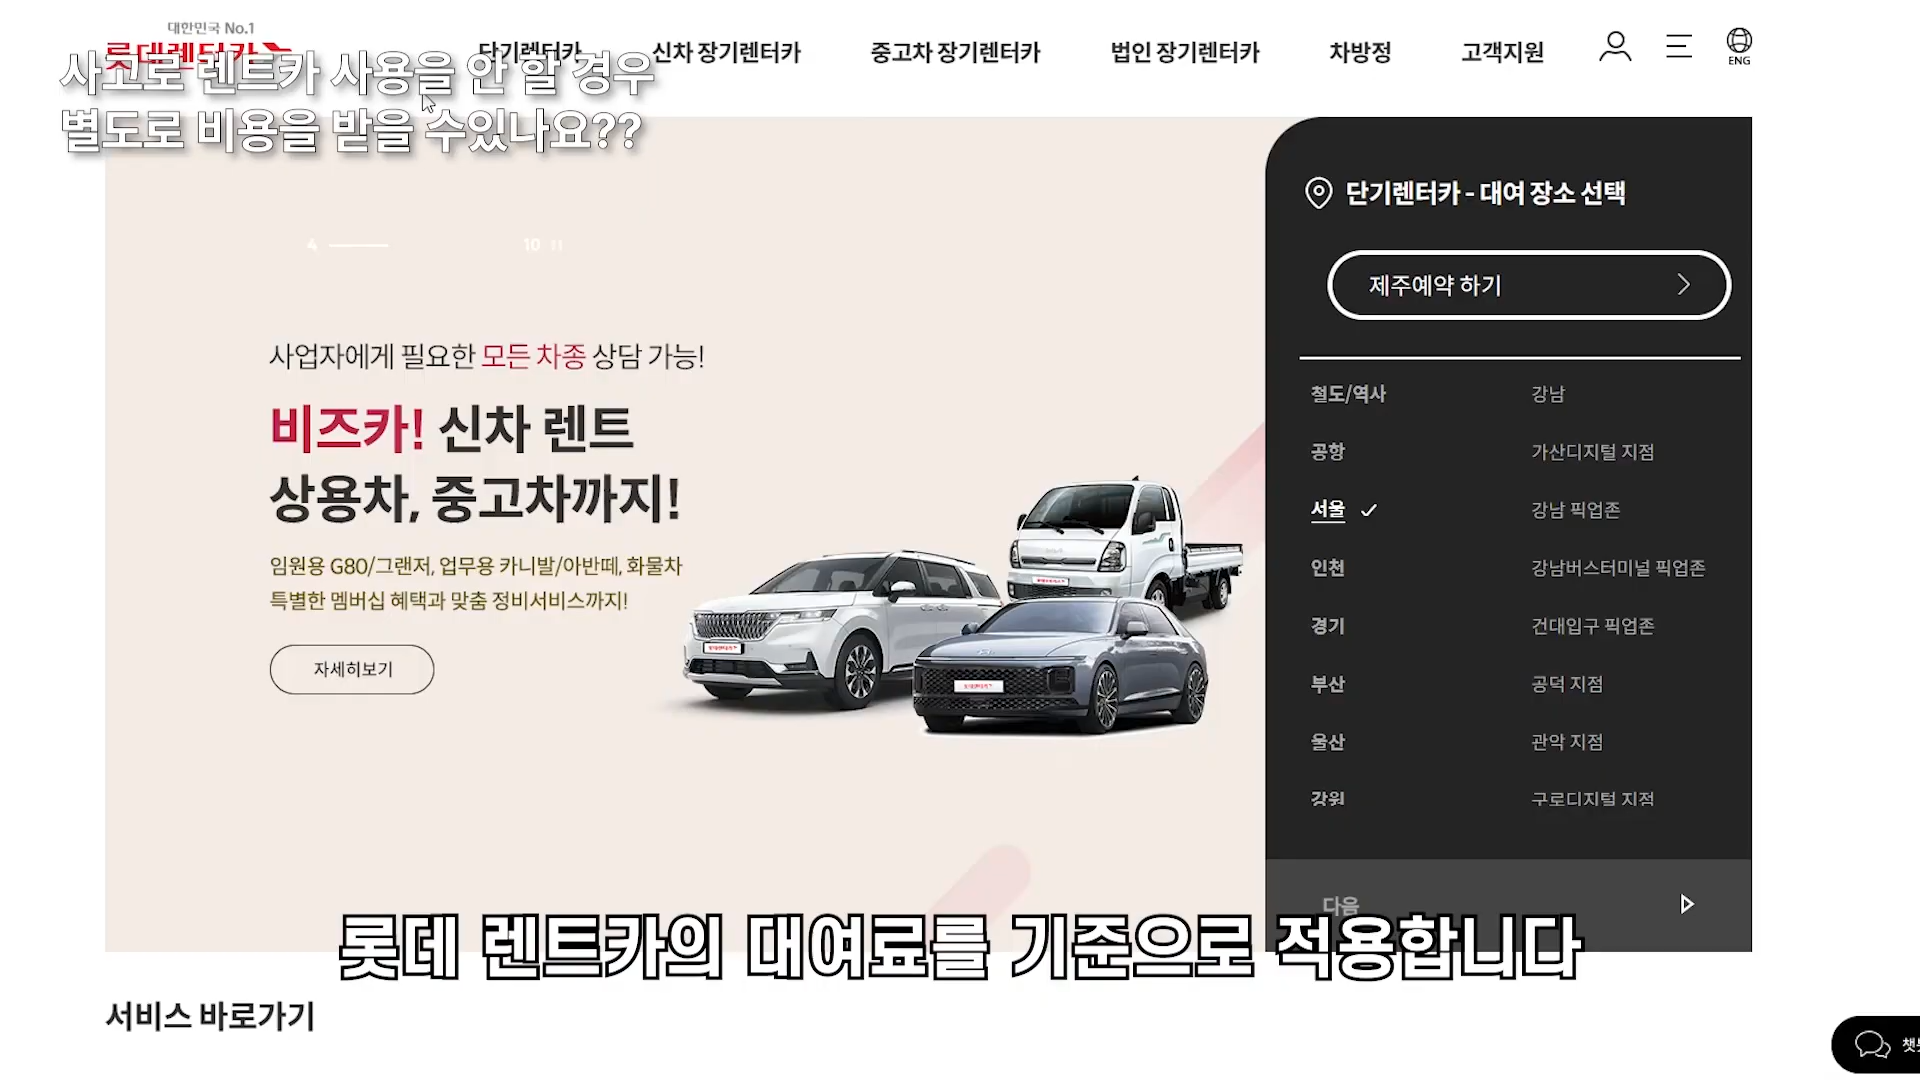 대한민국 No.1
롯데렌터카
단기렌터카
신차 장기렌터카
중고차 장기렌터카
법인 장기렌터카
차방정
고객지원
ENG
사고로 렌트카 사용을 안 할 경우
별도로 비용을 받을 수있나요??
4
10
사업자에게 필요한 모든 차종 상담 가능!
비즈카! 신차 렌트
상용차, 중고차까지!
임원용 G80/그랜저, 업무용 카니발/아반떼, 화물차
특별한 멤버십 혜택과 맞춤 정비서비스까지!
자세히보기
단기렌터카 - 대여 장소 선택
제주예약 하기
철도/역사
강남
공항
가산디지털 지점
서울
강남 픽업존
인천
강남버스터미널 픽업존
경기
건대입구 픽업존
부산
공덕 지점
울산
관악 지점
강원
구로디지털 지점
다음
롯데 렌트카의 대여료를 기준으로 적용합니다
서비스 바로가기